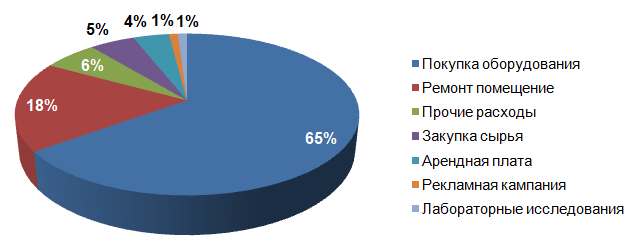 5%
4%
1%
1%
6%
18%
65%
Покупка оборудования
Ремонт помещение
Прочие расходы
Закупка сырья
Арендная плата
Рекламная кампания
Лабораторные исследования